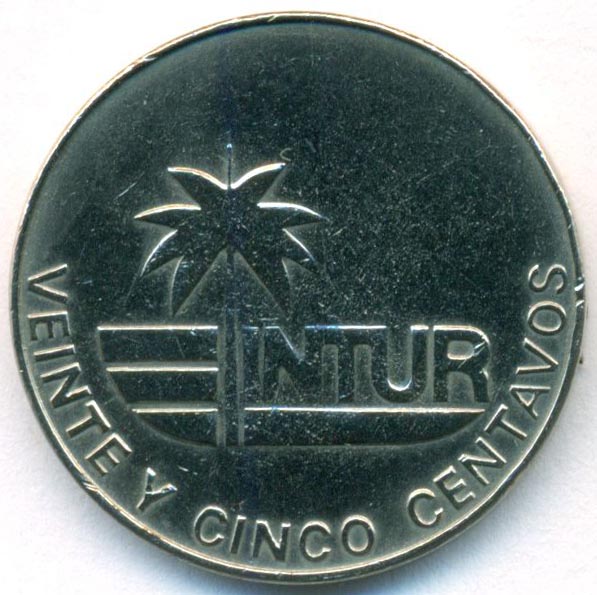 INTUR
VEINTE Y CINCO CENTAVOS